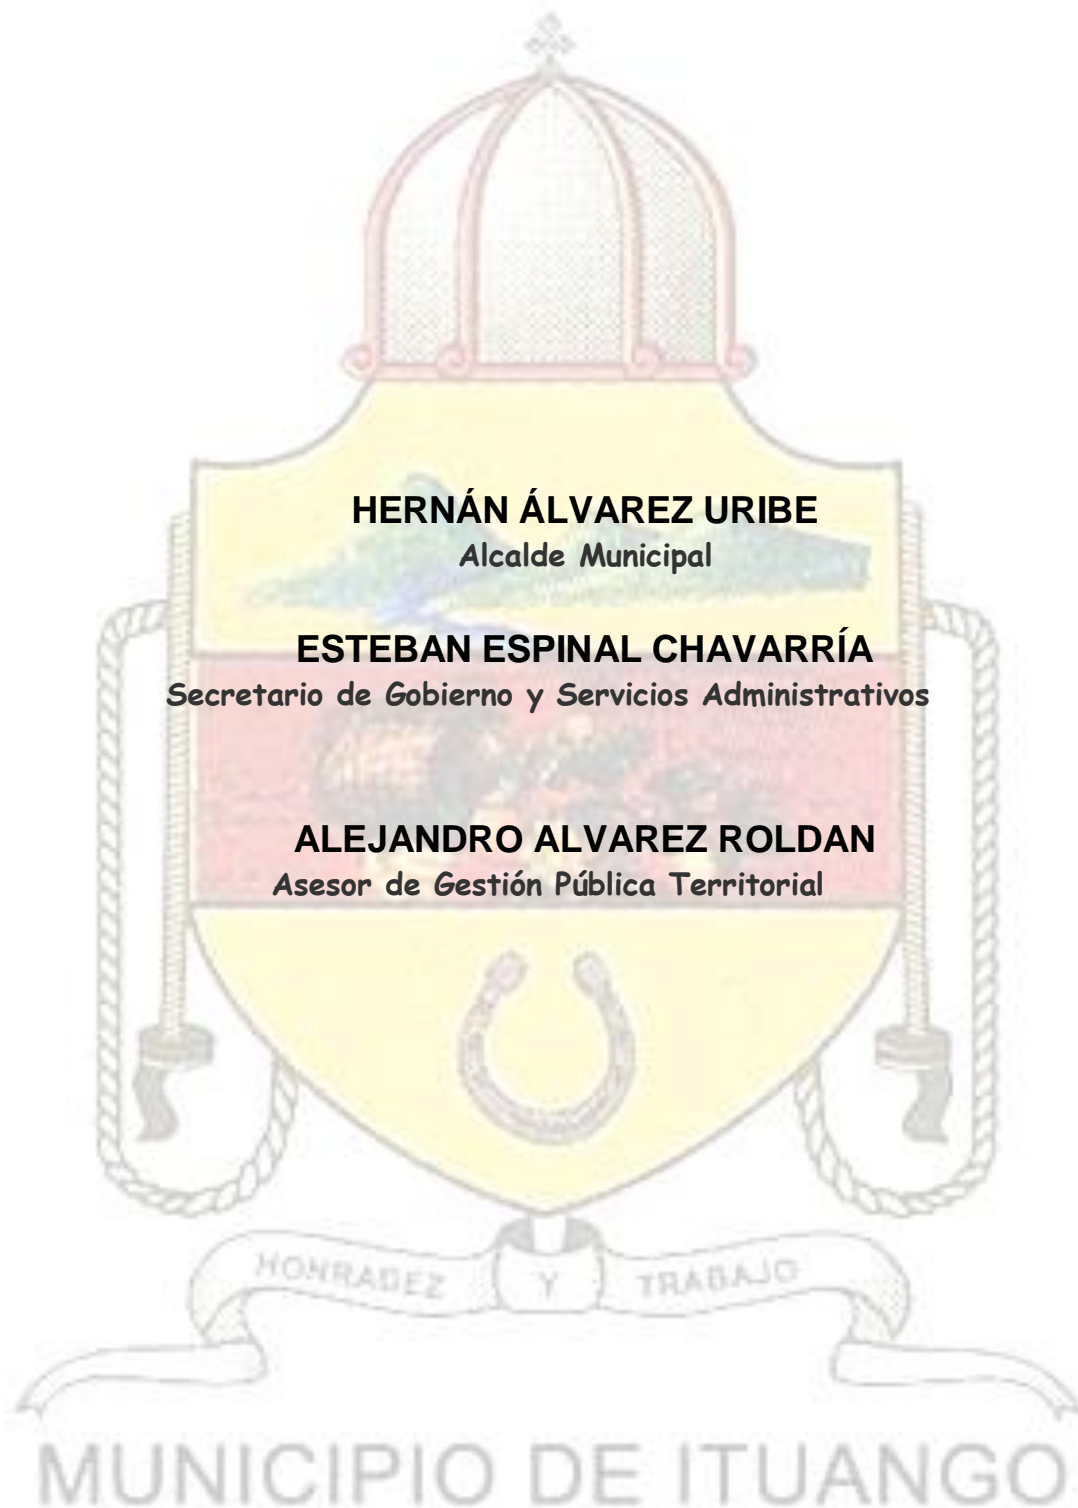 HERNÁN ÁLVAREZ URIBE
Alcalde Municipal
ESTEBAN ESPINAL CHAVARRÍA
Secretario de Gobierno y Servicios Administrativos
ALEJANDRO ALVAREZ ROLDAN
Asesor de Gestión Pública Territorial
HONRADEZ Y TRABAJO
MUNICIPIO DE ITUANGO